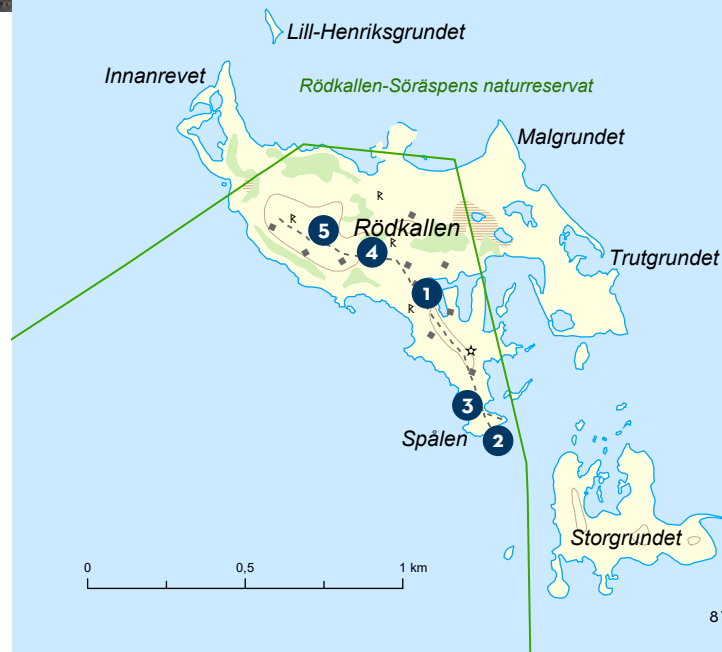 Lill-Henriksgrundet
Innanrevet
Rödkallen-Söräspens naturreservat
Malgrundet
R
R
5
Rödkallen
4
R
Trutgrundet
1
R
3
Spålen
2
Storgrundet
0
0,5
1 km
8